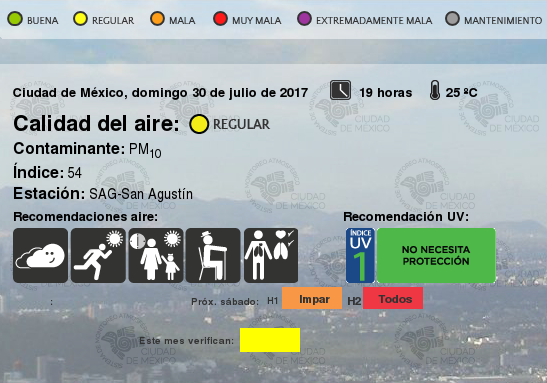 BUENA REGULAR MALA MUY MALA EXTREMADAMENTE MALA MANTENIMIENTO
Ciudad de México, domingo 30 de julio de 2017 19 horas 25 ºC
Calidad del aire: REGULAR
Contaminante: PM10
Índice: 54
Estación: SAG-San Agustín
Recomendaciones aire: Recomendación UV:
ÍNDICE
UV
1
NO NECESITA
PROTECCIÓN
: Próx. sábado: H1 Impar H2 Todos
Este mes verifican:
CIUDAD
DE MÉXICO